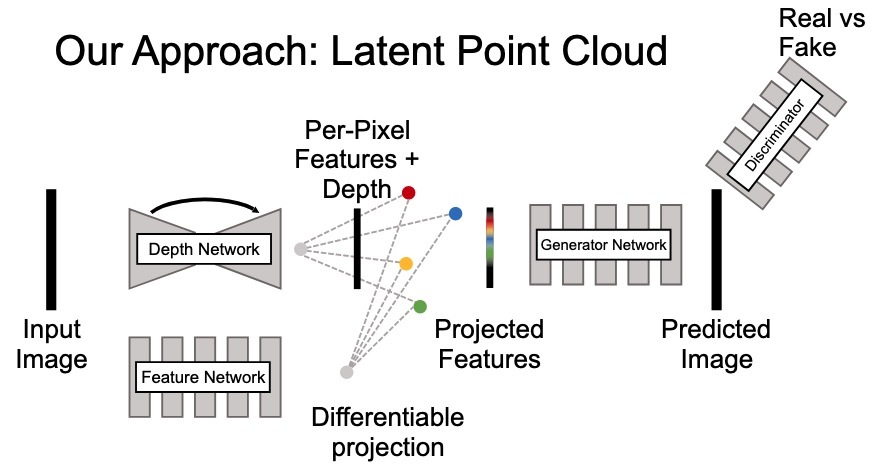 Our Approach: Latent Point Cloud
Real vs
Fake
Discriminator
Per-Pixel
Features +
Depth
Depth Network
Generator Network
Input
Image
Feature Network
Projected
Features
Predicted
Image
Differentiable
projection